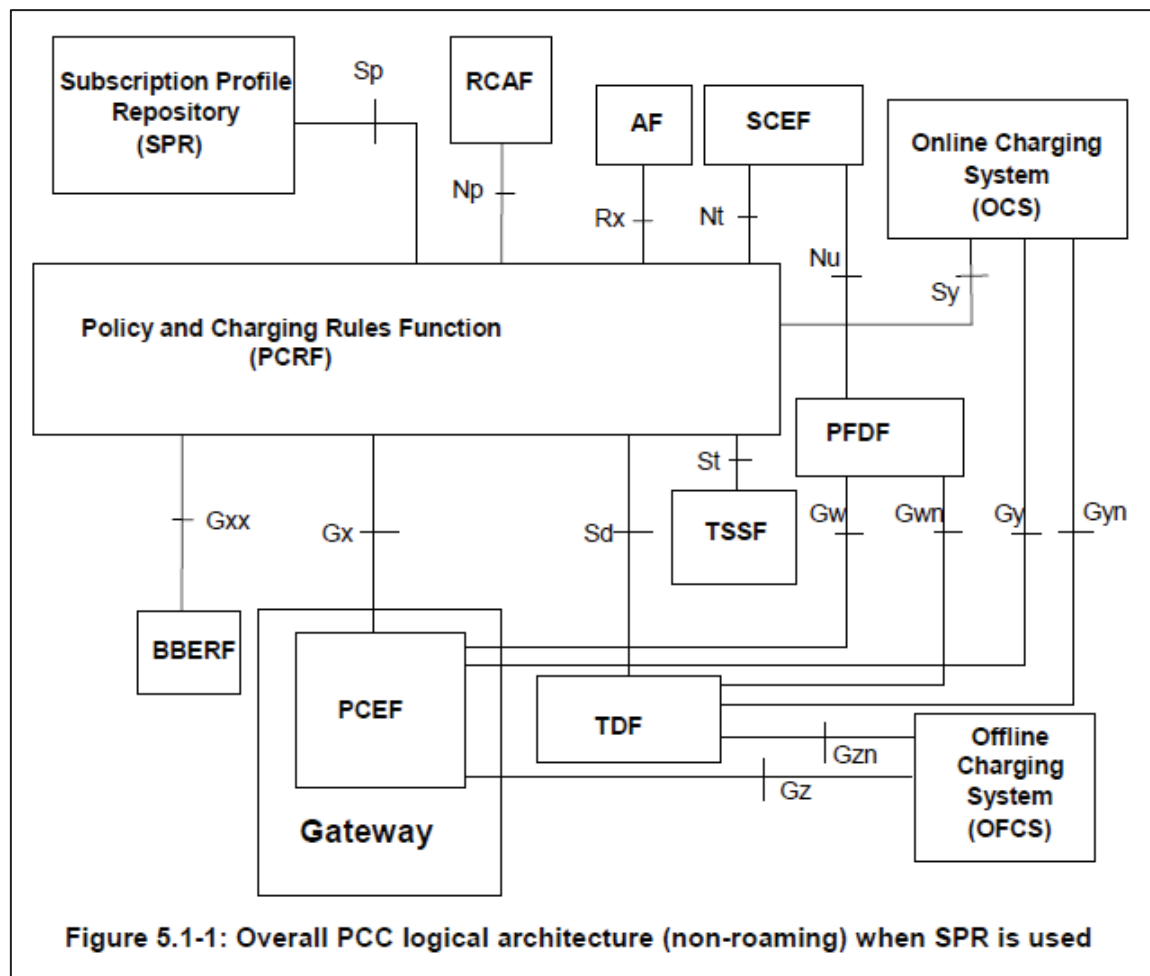 Subscription Profile
Repository
(SPR)
Sp
RCAF
Np
AF
Rx
SCEF
Nt
Nu
Online Charging
System
(OCS)
Sy
Policy and Charging Rules Function
(PCRF)
PFDF
St
TSSF
Gxx
Gx
Sd
Gw
Gwn
Gy
Gyn
BBERF
PCEF
Gateway
TDF
Gzn
Gz
Offline
Charging
System
(OFCS)
Figure 5.1-1: Overall PCC logical architecture (non-roaming) when SPR is used